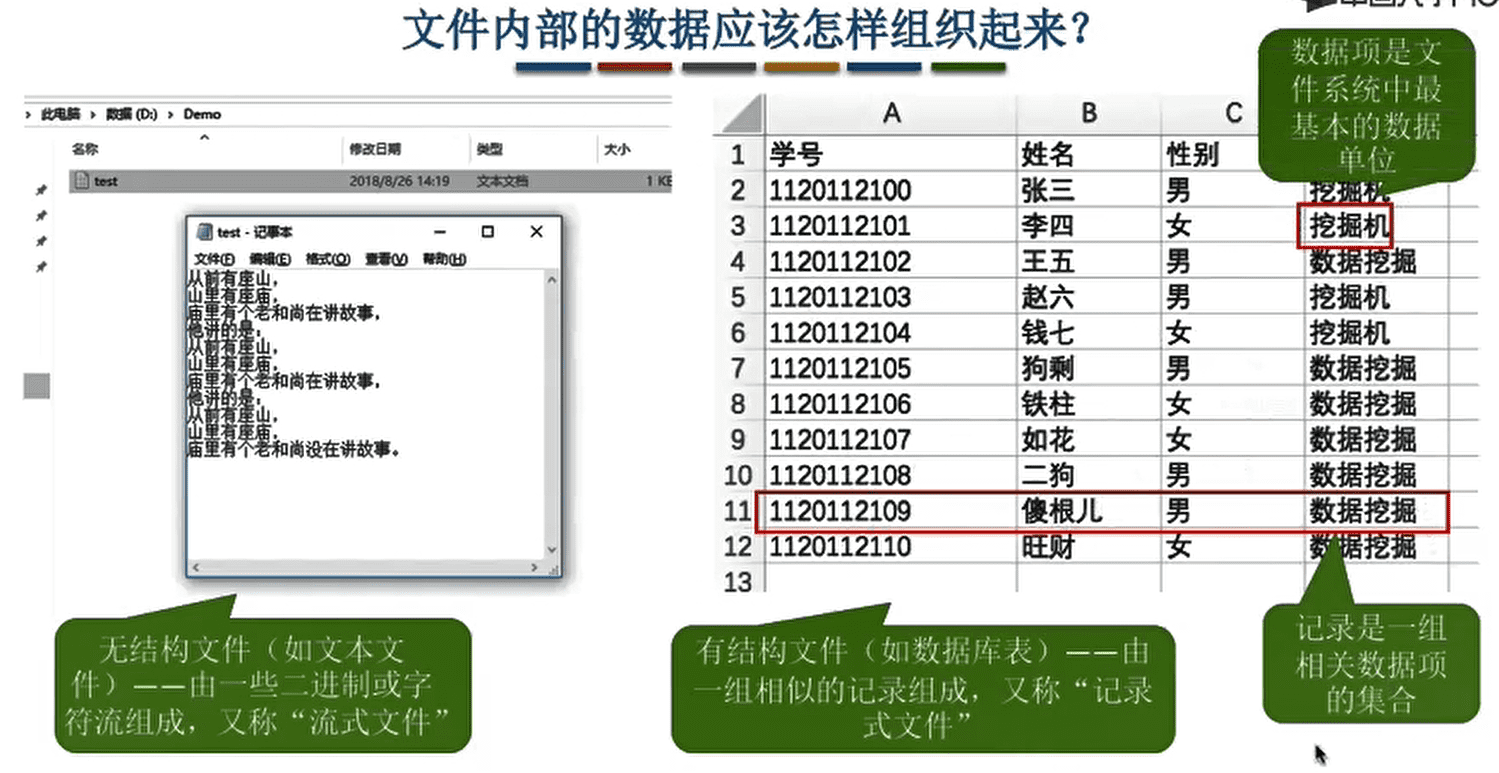 文件内部的数据应该怎样组织起来？
此电脑 > 数据 (D:) > Demo
名称 修改日期 类型 大小
test 2018/8/26 14:19 文本文档 1 KB
test - 记事本
文件(F) 编辑(E) 格式(O) 查看(V) 帮助(H)
从前有座山，
山里有座庙，
庙里有个老和尚在讲故事，
他讲的是：
从前有座山，
山里有座庙，
庙里有个老和尚在讲故事，
他讲的是：
从前有座山，
山里有座庙，
庙里有个老和尚没在讲故事。
无结构文件（如文本文
件）——由一些二进制或字
符流组成，又称“流式文件”
A B C
1 学号 姓名 性别
2 1120112100 张三 男 挖掘机
3 1120112101 李四 女 挖掘机
4 1120112102 王五 男 数据挖掘
5 1120112103 赵六 男 挖掘机
6 1120112104 钱七 女 挖掘机
7 1120112105 狗剩 男 数据挖掘
8 1120112106 铁柱 女 数据挖掘
9 1120112107 如花 女 数据挖掘
10 1120112108 二狗 男 数据挖掘
11 1120112109 傻根儿 男 数据挖掘
12 1120112110 旺财 女 数据挖掘
13
数据项是文
件系统中最
基本的数据
单位
有结构文件（如数据库表）——由
一组相似的记录组成，又称“记录
式文件”
记录是一组
相关数据项
的集合